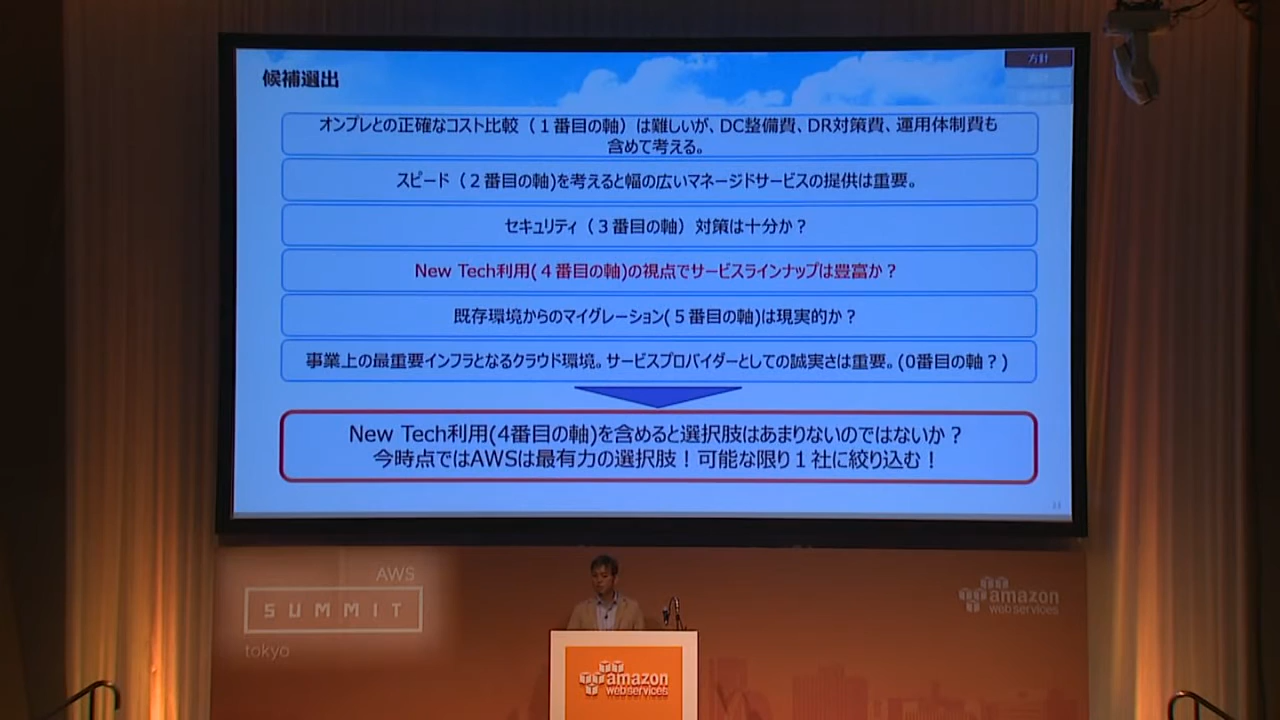 方針
候補選出
オンプレとの正確なコスト比較（１番目の軸）は難しいが、DC整備費、DR対策費、運用体制費も
含めて考える。
スピード（２番目の軸)を考えると幅の広いマネージドサービスの提供は重要。
セキュリティ（３番目の軸）対策は十分か？
New Tech利用(４番目の軸)の視点でサービスラインナップは豊富か？
既存環境からのマイグレーション(５番目の軸)は現実的か？
事業上の最重要インフラとなるクラウド環境。サービスプロバイダーとしての誠実さは重要。(0番目の軸？)
New Tech利用(4番目の軸)を含めると選択肢はあまりないのではないか？
今時点ではAWSは最有力の選択肢！可能な限り１社に絞り込む！
AWS
SUMMIT
tokyo
amazon
web services
amazon
web services